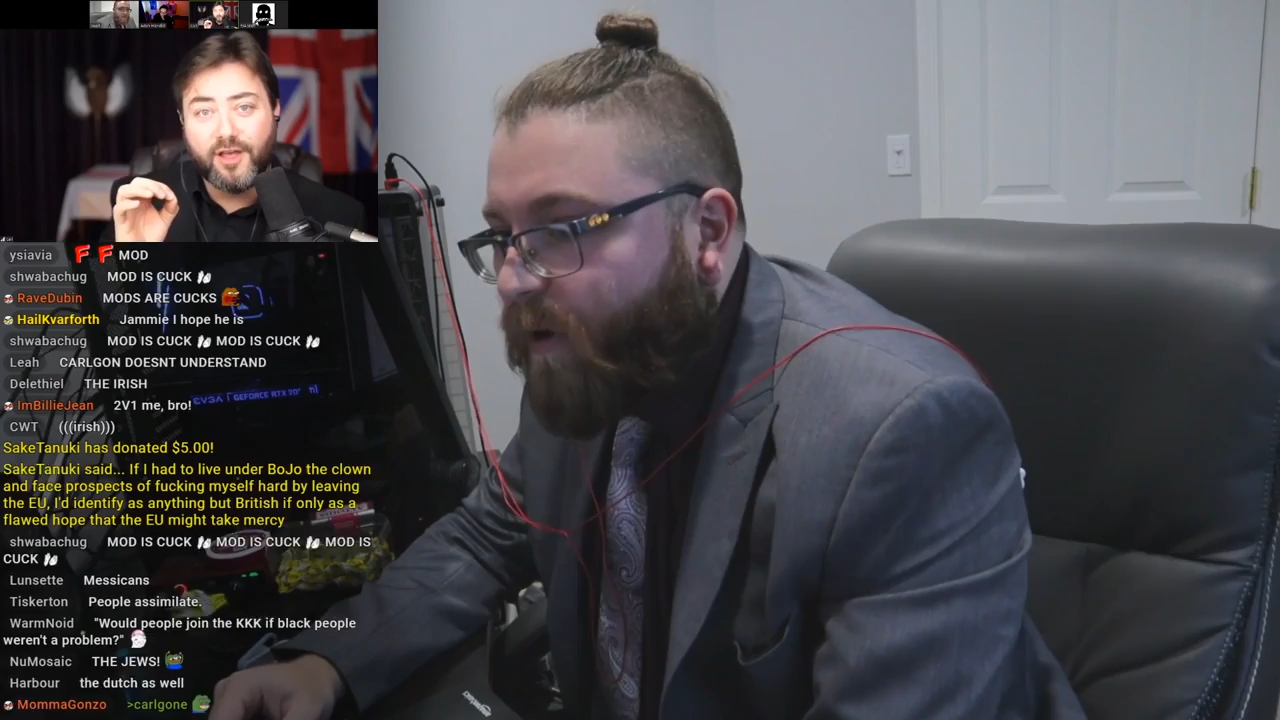 ysiavia MOD
shwabachug MOD IS CUCK
RaveDubin MODS ARE CUCKS
HailKvarforth Jammie I hope he is
shwabachug MOD IS CUCK MOD IS CUCK
Leah CARLGON DOESNT UNDERSTAND
Delethiel THE IRISH
ImBillieJean 2V1 me, bro!
EVGA GEFORCE RTX 20
CWT (((irish)))
SakeTanuki has donated $5.00!
SakeTanuki said... If I had to live under BoJo the clown
and face prospects of fucking myself hard by leaving
the EU, I'd identify as anything but British if only as a
flawed hope that the EU might take mercy
shwabachug MOD IS CUCK MOD IS CUCK MOD IS
CUCK
Lunsette Messicans
Tiskerton People assimilate.
WarmNoid "Would people join the KKK if black people
weren't a problem?"
NuMosaic THE JEWS!
Harbour the dutch as well
MommaGonzo >carlgone